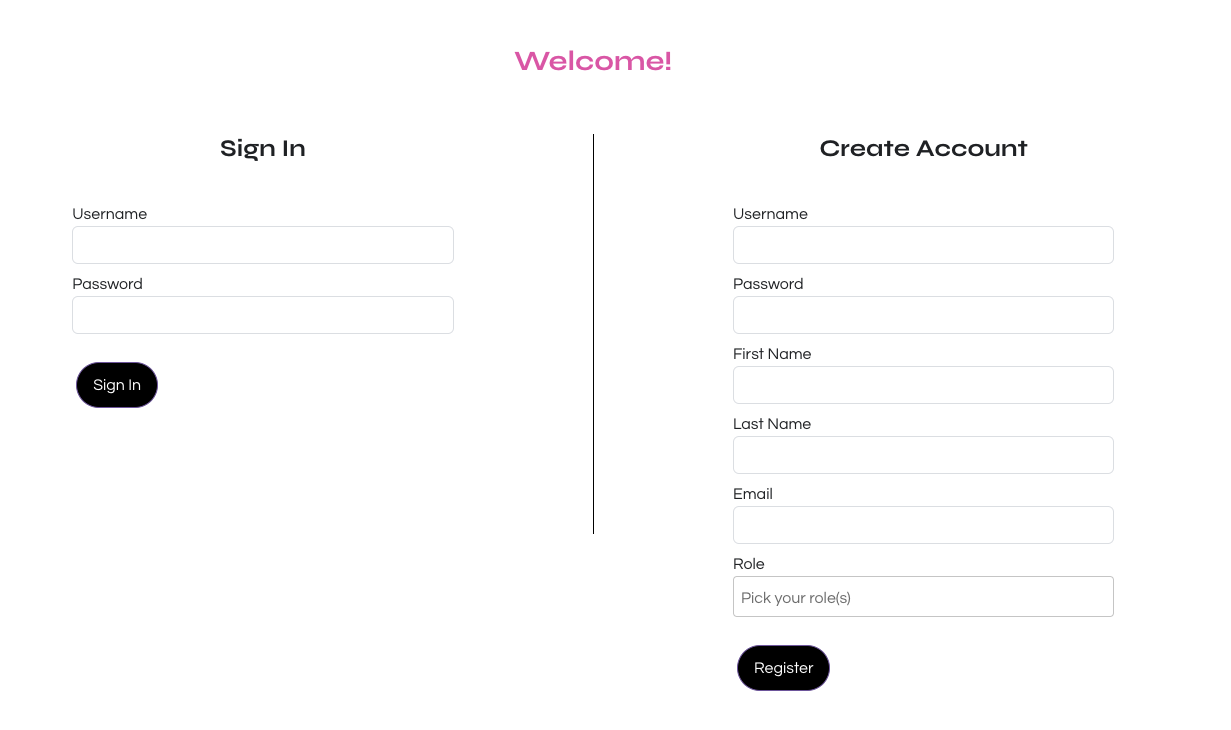 Welcome!
Sign In
Username
Password
Sign In
Create Account
Username
Password
First Name
Last Name
Email
Role
Pick your role(s)
Register